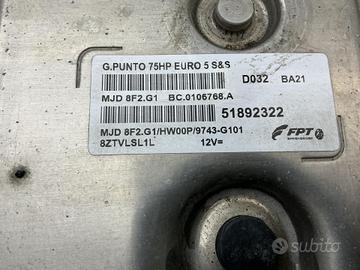 G.PUNTO 75HP EURO 5 S&S
D032 BA21
MJD 8F2.G1 BC.0106768.A
51892322
MJD 8F2.G1/HW00P/9743-G101
8ZTVLSL1L 12V=
FPT
subito